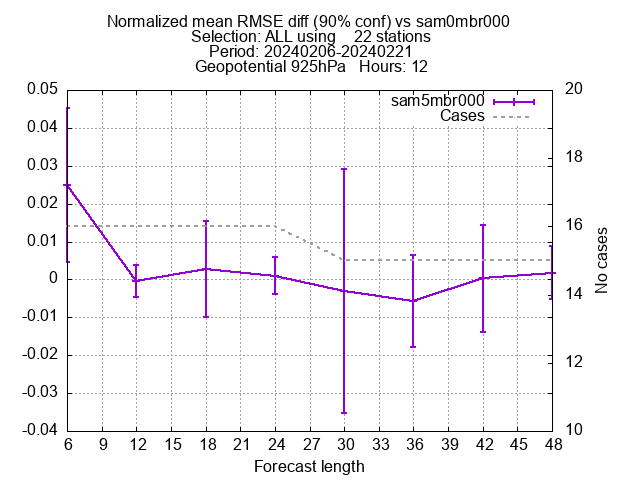 Normalized mean RMSE diff (90% conf) vs sam0mbr000
Selection: ALL using    22 stations
Period: 20240206-20240221
Geopotential 925hPa   Hours: 12
sam5mbr000
Cases
0.05
0.04
0.03
0.02
0.01
0
-0.01
-0.02
-0.03
-0.04
20
18
16
14
12
10
No cases
6 9 12 15 18 21 24 27 30 33 36 39 42 45 48
Forecast length